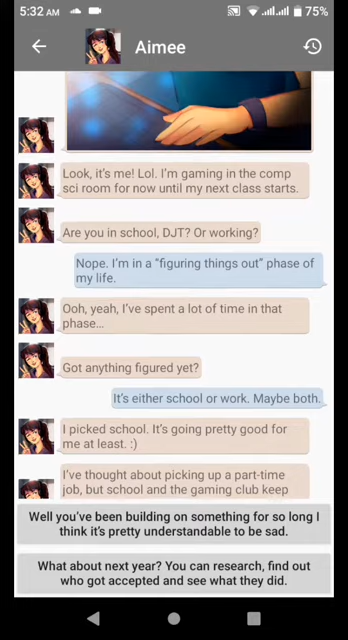 5:32 AM
75%
Aimee
Look, it's me! Lol. I'm gaming in the comp
sci room for now until my next class starts.
Are you in school, DJT? Or working?
Nope. I'm in a “figuring things out” phase of
my life.
Ooh, yeah, I've spent a lot of time in that
phase...
Got anything figured yet?
It's either school or work. Maybe both.
I picked school. It's going pretty good for
me at least. :)
I've thought about picking up a part-time
job, but school and the gaming club keep
Well you've been building on something for so long I
think it's pretty understandable to be sad.
What about next year? You can research, find out
who got accepted and see what they did.